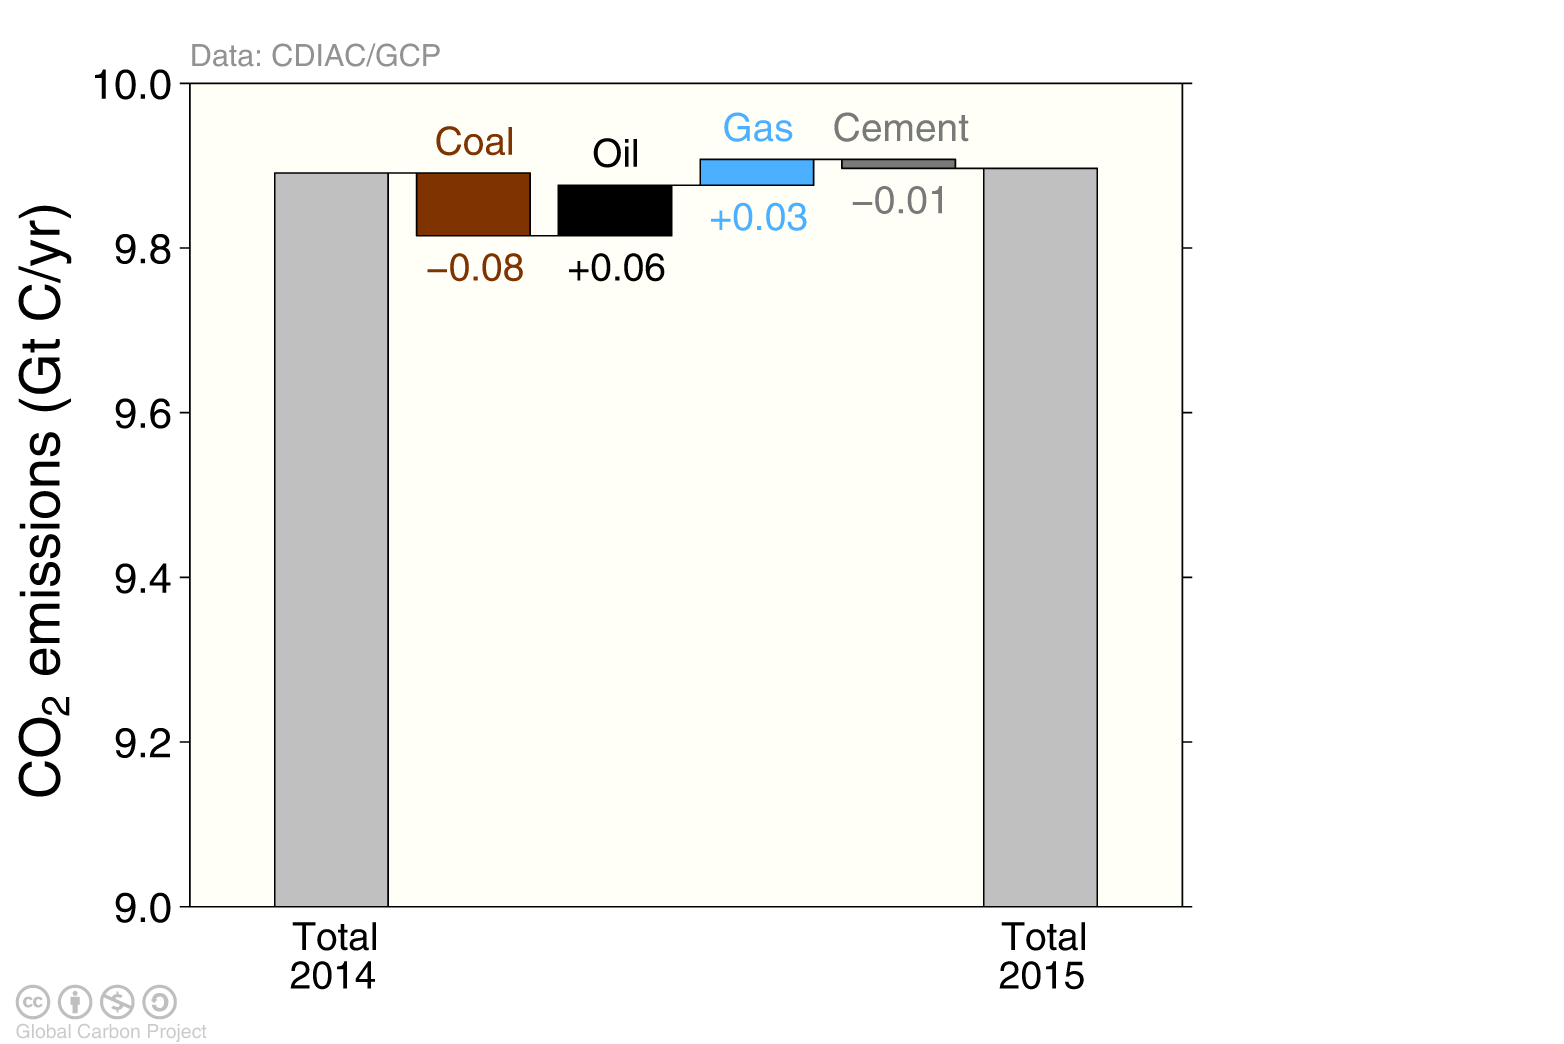 Data: CDIAC/GCP
10.0
9.8
9.6
9.4
9.2
9.0
CO₂ emissions (Gt C/yr)
Coal
−0.08
Oil
+0.06
Gas
+0.03
Cement
−0.01
Total
2014
Total
2015
cc
Global Carbon Project